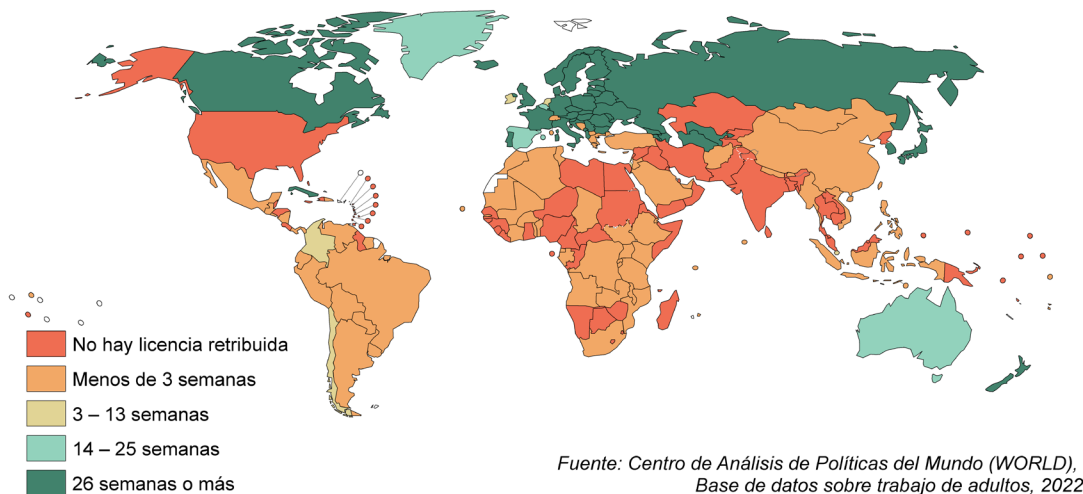 No hay licencia retribuida
Menos de 3 semanas
3 – 13 semanas
14 – 25 semanas
26 semanas o más
Fuente: Centro de Análisis de Políticas del Mundo (WORLD),
Base de datos sobre trabajo de adultos, 2022